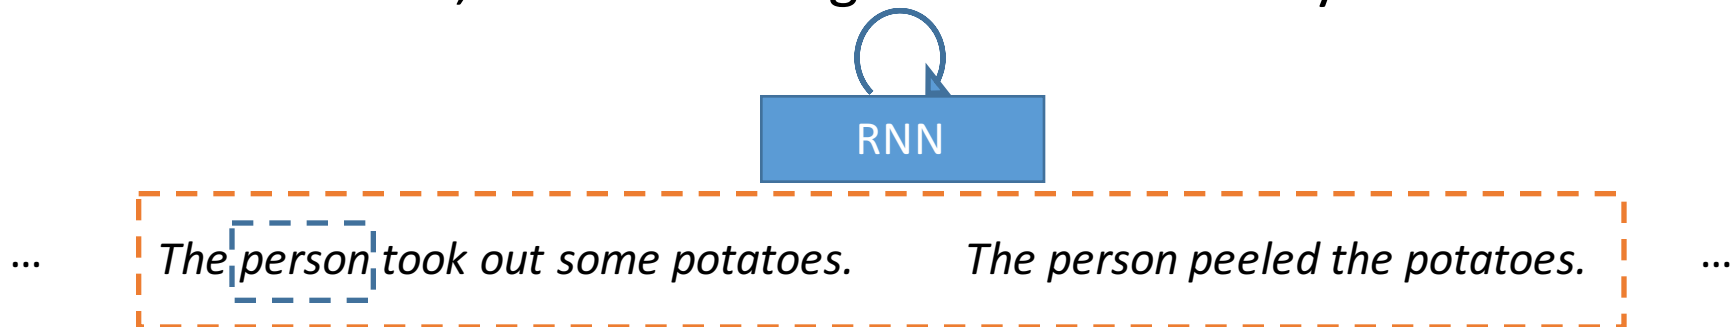 RNN
… The person took out some potatoes. The person peeled the potatoes. …